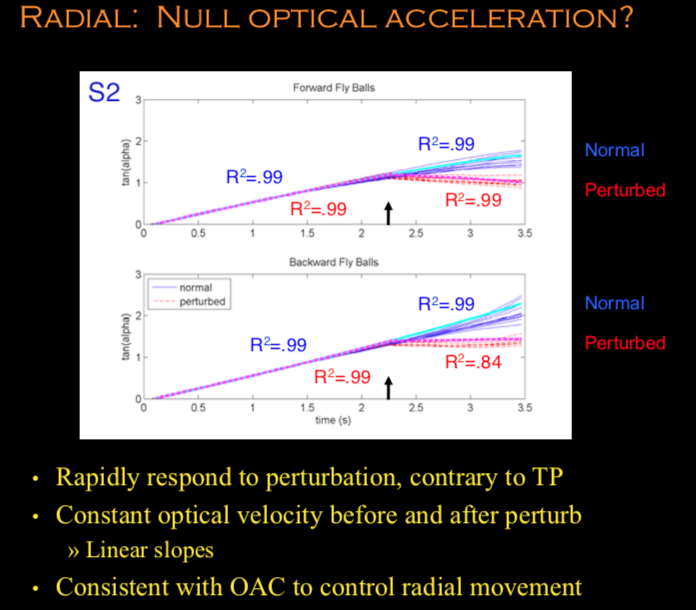 RADIAL: NULL OPTICAL ACCELERATION?
S2
Forward Fly Balls
3
2
1
0
tan(alpha)
R²=.99
R²=.99
R²=.99
R²=.99
0 0.5 1 1.5 2 2.5 3 3.5
Normal
Perturbed
Backward Fly Balls
3
2
1
0
tan(alpha)
normal
perturbed
R²=.99
R²=.99
R²=.99
R²=.84
0 0.5 1 1.5 2 2.5 3 3.5
time (s)
Normal
Perturbed
• Rapidly respond to perturbation, contrary to TP
• Constant optical velocity before and after perturb
» Linear slopes
• Consistent with OAC to control radial movement